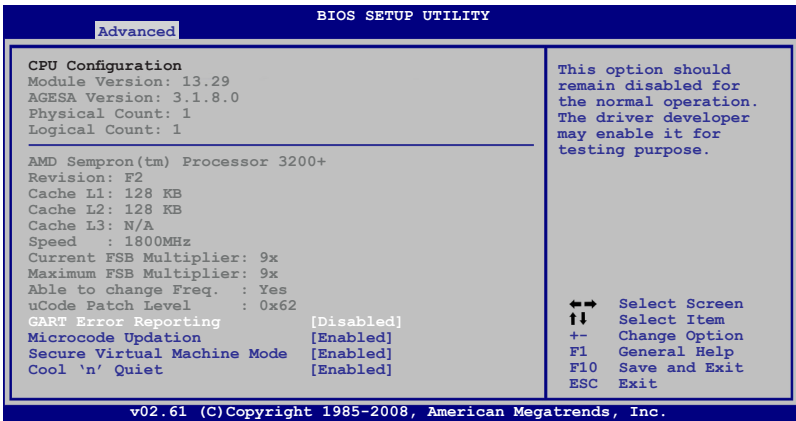 BIOS SETUP UTILITY
Advanced
CPU Configuration
Module Version: 13.29
AGESA Version: 3.1.8.0
Physical Count: 1
Logical Count: 1
AMD Sempron(tm) Processor 3200+
Revision: F2
Cache L1: 128 KB
Cache L2: 128 KB
Cache L3: N/A
Speed : 1800MHz
Current FSB Multiplier: 9x
Maximum FSB Multiplier: 9x
Able to change Freq. : Yes
uCode Patch Level : 0x62
GART Error Reporting [Disabled]
Microcode Updation [Enabled]
Secure Virtual Machine Mode [Enabled]
Cool ‘n’ Quiet [Enabled]
This option should
remain disabled for
the normal operation.
The driver developer
may enable it for
testing purpose.
←→ Select Screen
↑↓ Select Item
+- Change Option
F1 General Help
F10 Save and Exit
ESC Exit
v02.61 (C)Copyright 1985-2008, American Megatrends, Inc.